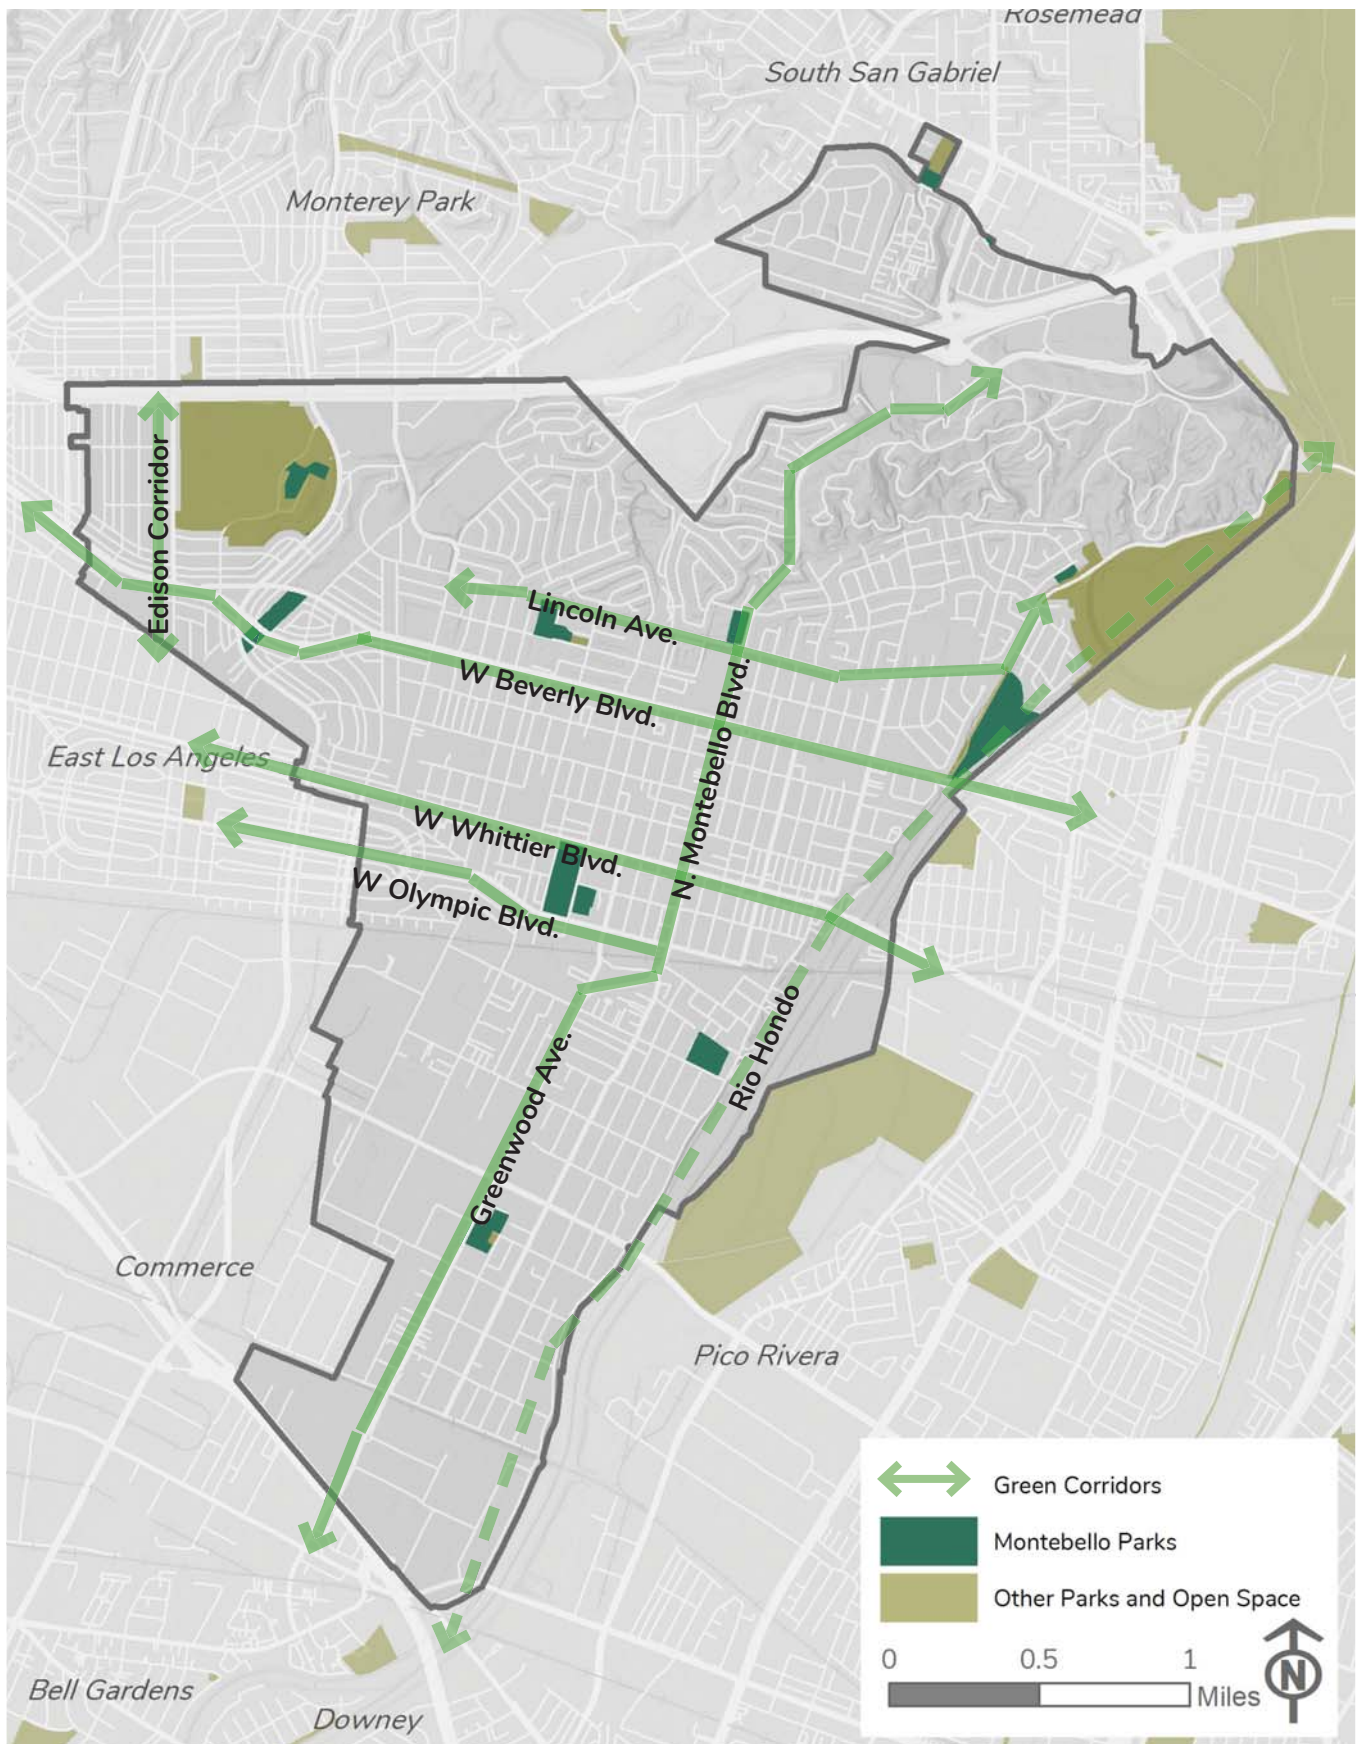 Rosemead
South San Gabriel
Monterey Park
Edison Corridor
Lincoln Ave.
W Beverly Blvd.
N. Montebello Blvd.
East Los Angeles
W Whittier Blvd.
W Olympic Blvd.
Rio Hondo
Greenwood Ave.
Commerce
Pico Rivera
Green Corridors
Montebello Parks
Other Parks and Open Space
0 0.5 1
Miles
N
Bell Gardens
Downey